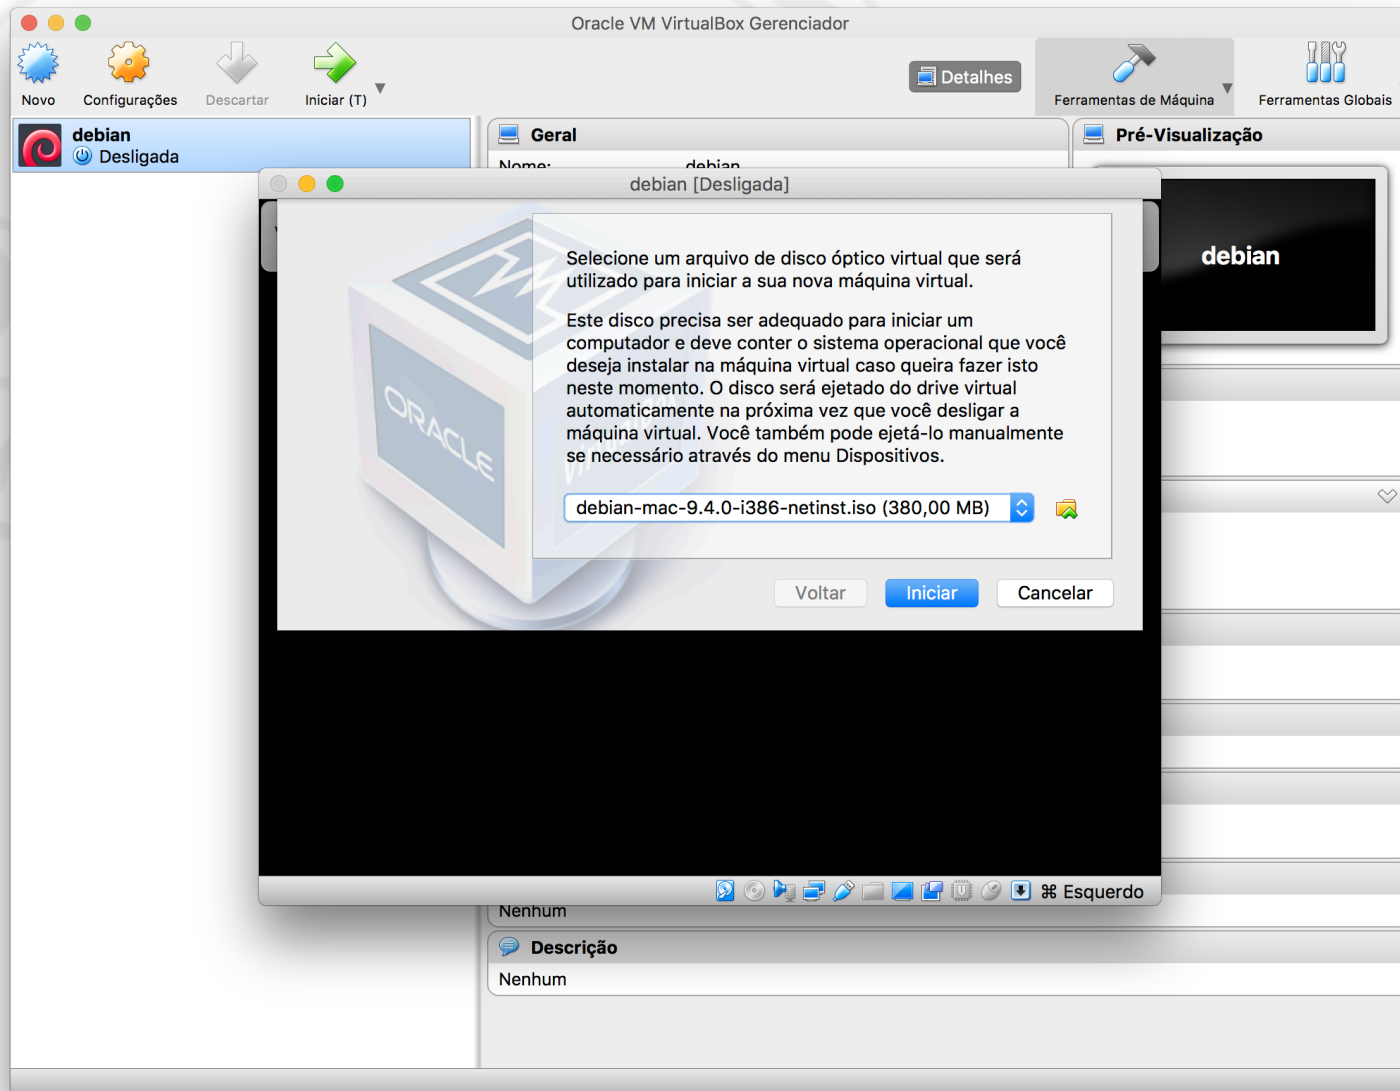 Oracle VM VirtualBox Gerenciador
Novo
Configurações
Descartar
Iniciar (T)
Detalhes
Ferramentas de Máquina
Ferramentas Globais
debian
Desligada
Geral
Nome: debian
Pré-Visualização
debian
debian [Desligada]
ORACLE
Selecione um arquivo de disco óptico virtual que será
utilizado para iniciar a sua nova máquina virtual.
Este disco precisa ser adequado para iniciar um
computador e deve conter o sistema operacional que você
deseja instalar na máquina virtual caso queira fazer isto
neste momento. O disco será ejetado do drive virtual
automaticamente na próxima vez que você desligar a
máquina virtual. Você também pode ejetá-lo manualmente
se necessário através do menu Dispositivos.
debian-mac-9.4.0-i386-netinst.iso (380,00 MB)
Voltar
Iniciar
Cancelar
⌘ Esquerdo
Nenhum
Descrição
Nenhum